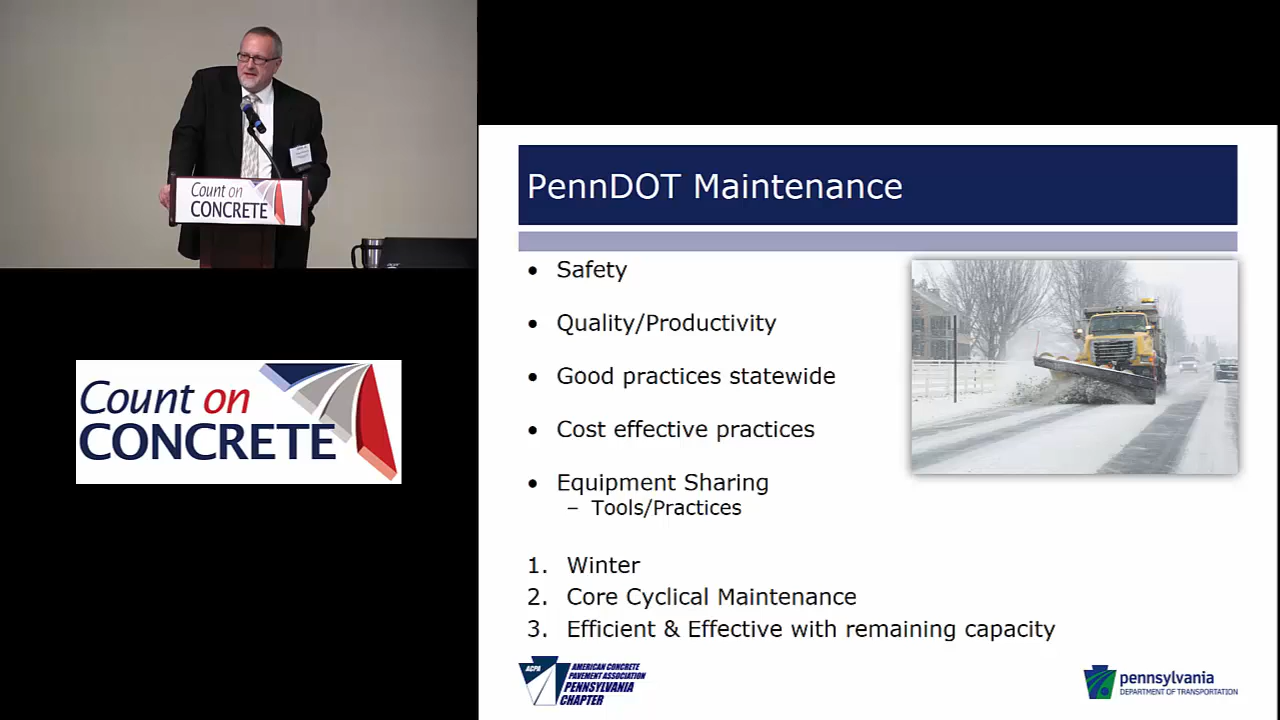 Count on
CONCRETE
Count on
CONCRETE
PennDOT Maintenance
• Safety
• Quality/Productivity
• Good practices statewide
• Cost effective practices
• Equipment Sharing
– Tools/Practices
1. Winter
2. Core Cyclical Maintenance
3. Efficient & Effective with remaining capacity
ACPA
AMERICAN CONCRETE
PAVEMENT ASSOCIATION
PENNSYLVANIA
CHAPTER
pennsylvania
DEPARTMENT OF TRANSPORTATION